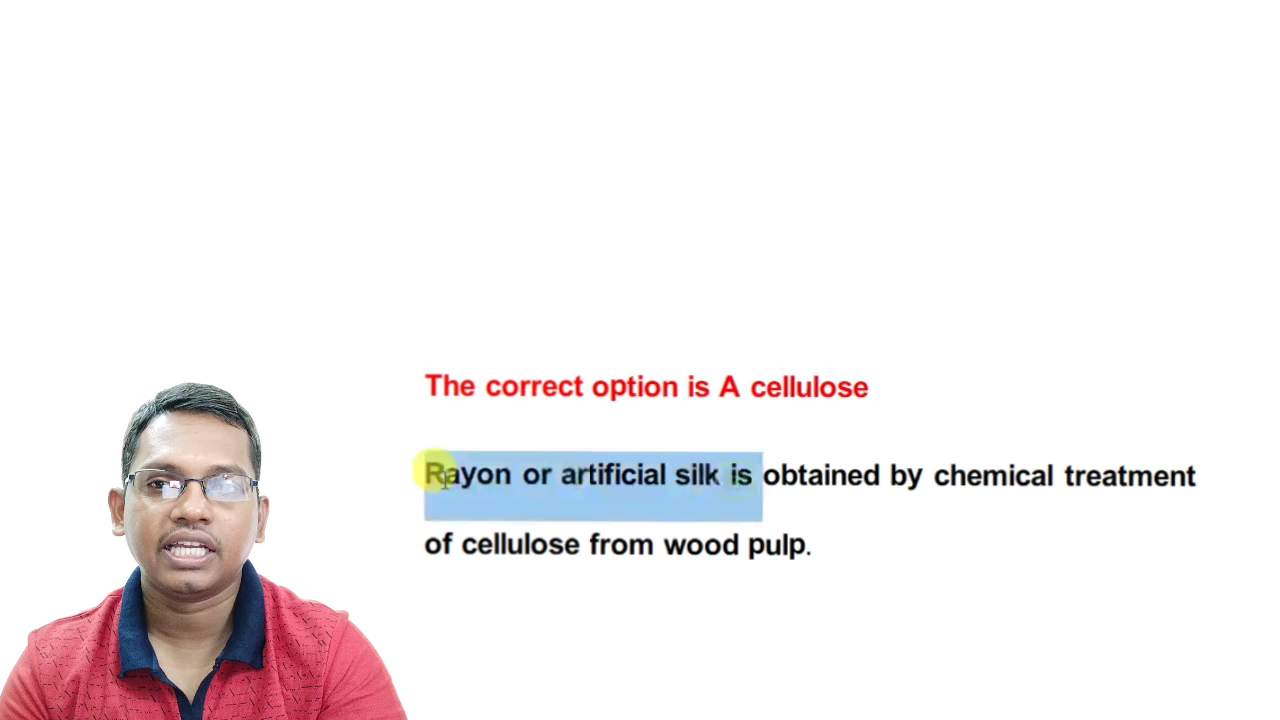 The correct option is A cellulose
Rayon or artificial silk is obtained by chemical treatment
of cellulose from wood pulp.